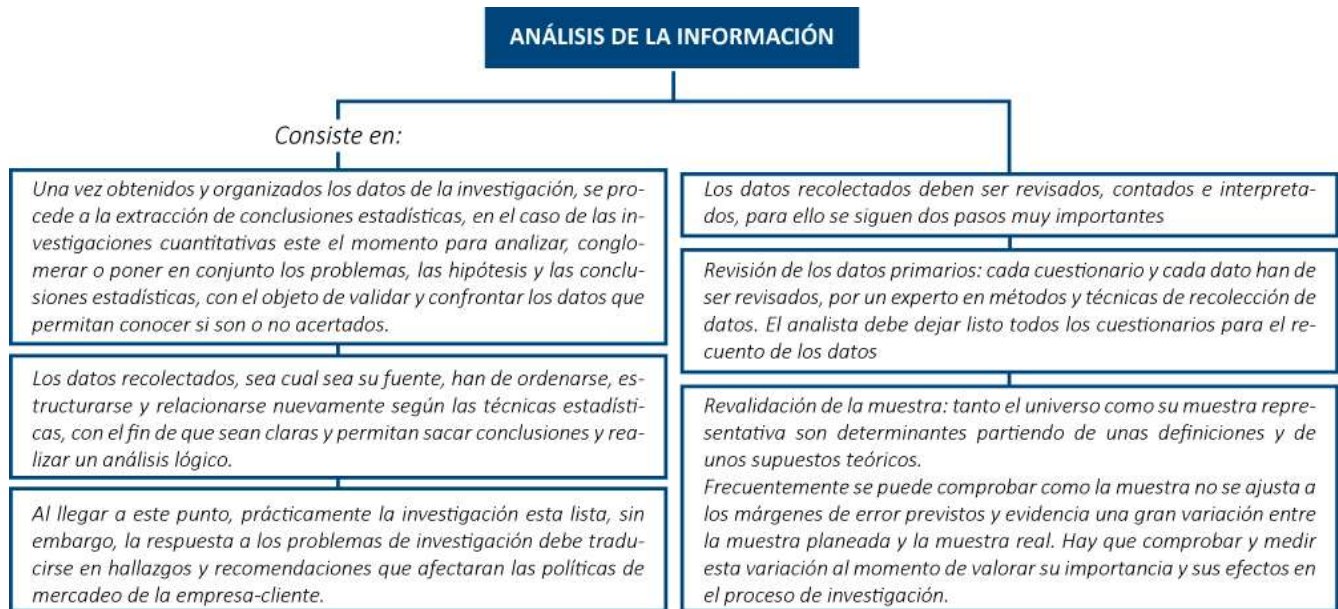 ANÁLISIS DE LA INFORMACIÓN
Consiste en:
Una vez obtenidos y organizados los datos de la investigación, se pro-
cede a la extracción de conclusiones estadísticas, en el caso de las in-
vestigaciones cuantitativas este el momento para analizar, conglo-
merar o poner en conjunto los problemas, las hipótesis y las conclu-
siones estadísticas, con el objeto de validar y confrontar los datos que
permitan conocer si son o no acertados.
Los datos recolectados, sea cual sea su fuente, han de ordenarse, es-
tructurarse y relacionarse nuevamente según las técnicas estadísti-
cas, con el fin de que sean claras y permitan sacar conclusiones y rea-
lizar un análisis lógico.
Al llegar a este punto, prácticamente la investigación esta lista, sin
embargo, la respuesta a los problemas de investigación debe tradu-
cirse en hallazgos y recomendaciones que afectaran las políticas de
mercadeo de la empresa-cliente.
Los datos recolectados deben ser revisados, contados e interpreta-
dos, para ello se siguen dos pasos muy importantes
Revisión de los datos primarios: cada cuestionario y cada dato han de
ser revisados, por un experto en métodos y técnicas de recolección de
datos. El analista debe dejar listo todos los cuestionarios para el re-
cuento de los datos
Revalidación de la muestra: tanto el universo como su muestra repre-
sentativa son determinantes partiendo de unas definiciones y de
unos supuestos teóricos.
Frecuentemente se puede comprobar como la muestra no se ajusta a
los márgenes de error previstos y evidencia una gran variación entre
la muestra planeada y la muestra real. Hay que comprobar y medir
esta variación al momento de valorar su importancia y sus efectos en
el proceso de investigación.